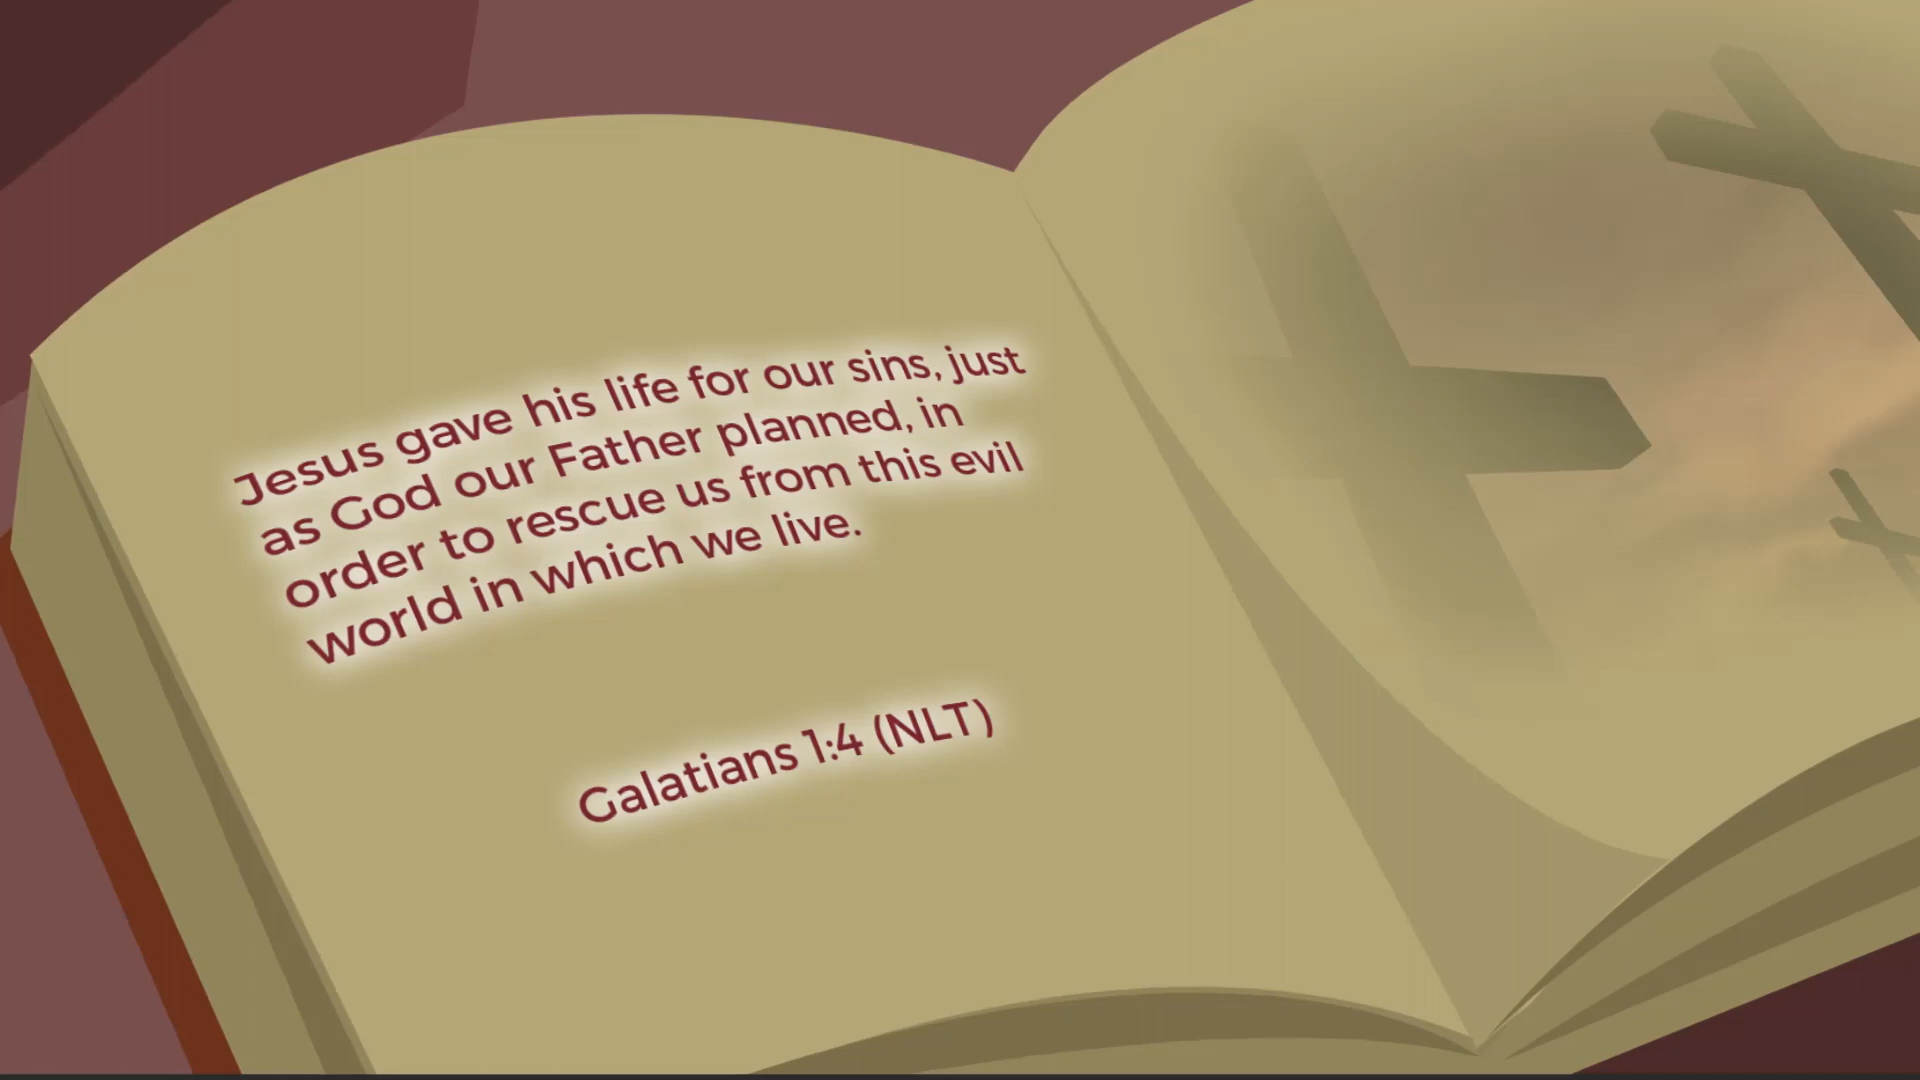 Jesus gave his life for our sins, just
as God our Father planned, in
order to rescue us from this evil
world in which we live.
Galatians 1:4 (NLT)